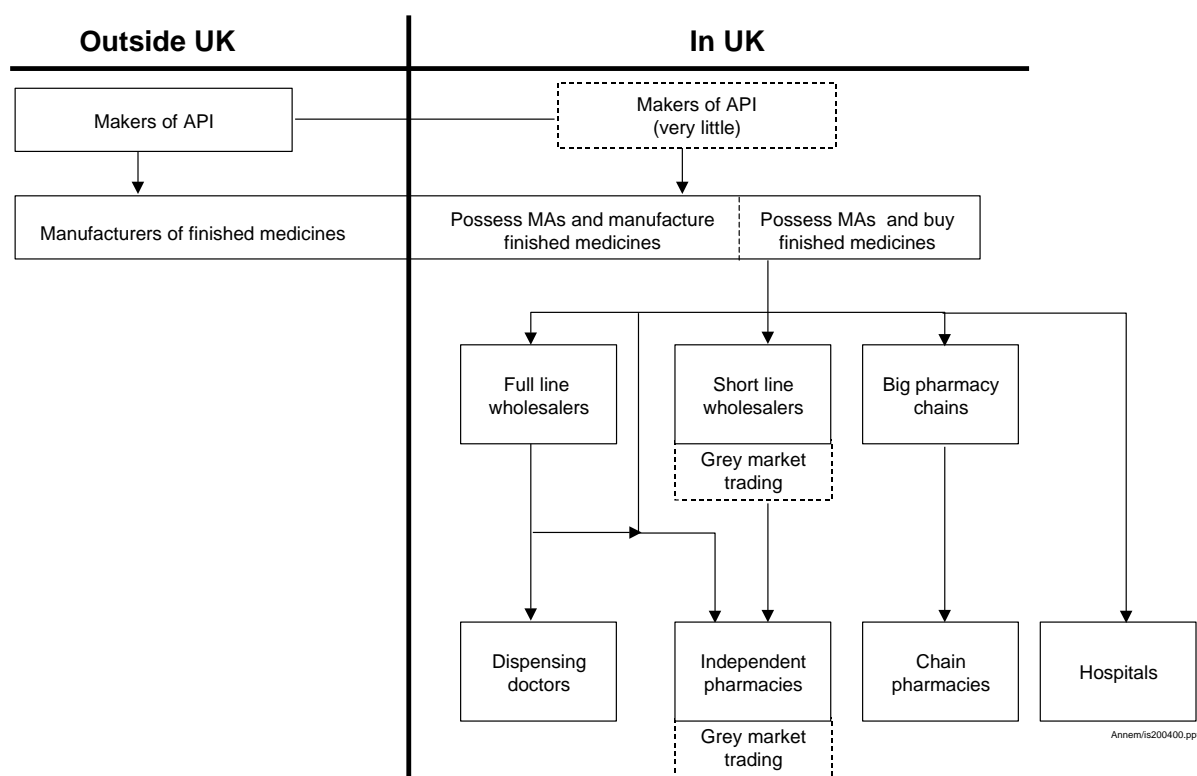 Outside UK
In UK
Makers of API
Makers of API
(very little)
Manufacturers of finished medicines
Possess MAs and manufacture
finished medicines
Possess MAs and buy
finished medicines
Full line
wholesalers
Short line
wholesalers
Big pharmacy
chains
Grey market
trading
Dispensing
doctors
Independent
pharmacies
Chain
pharmacies
Hospitals
Grey market
trading
Annem/is200400.pp